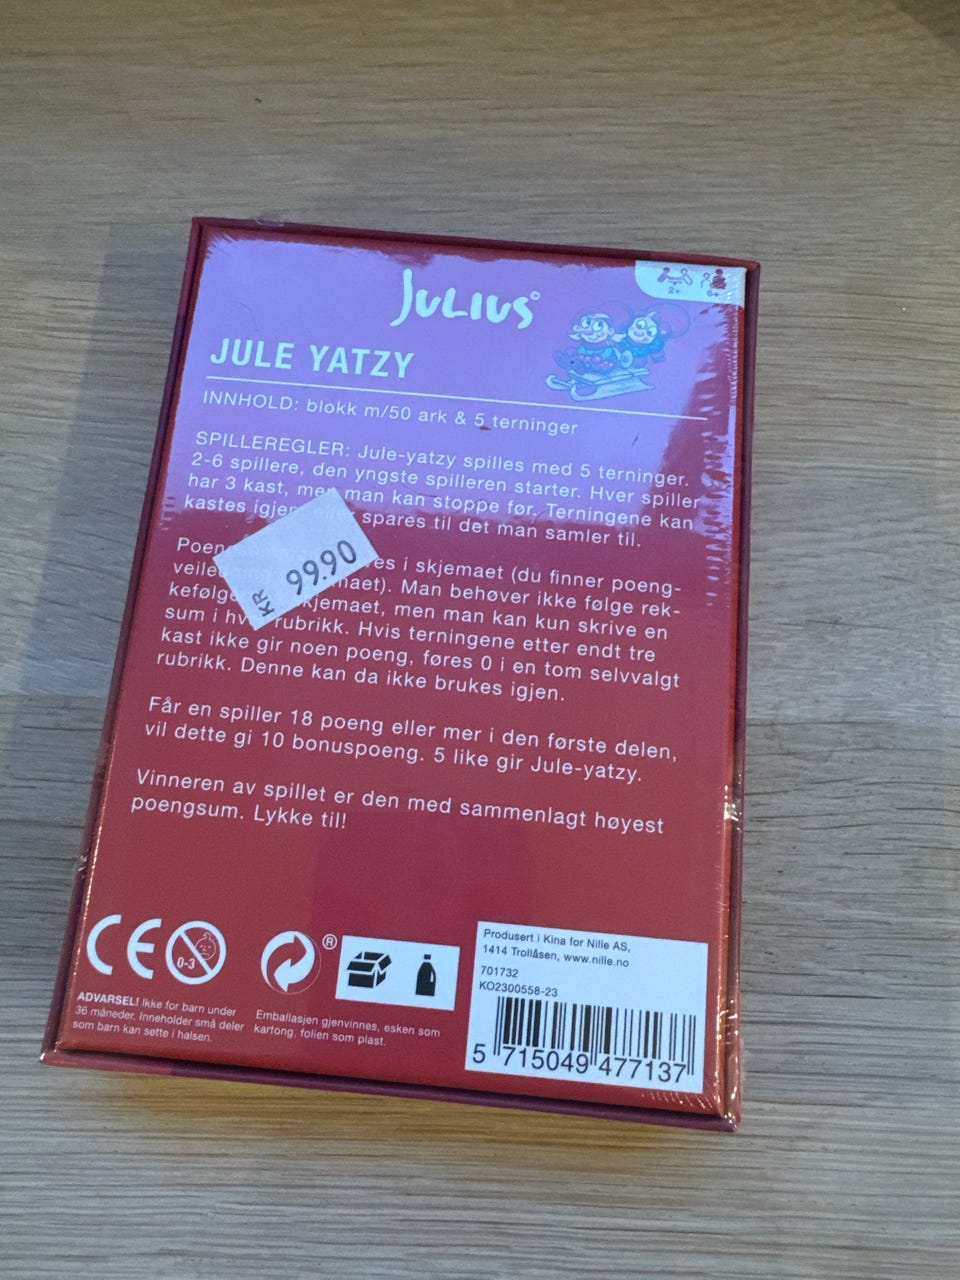 JULIUS©
2+ 6+
JULE YATZY
INNHOLD: blokk m/50 ark & 5 terninger
SPILLEREGLER: Jule-yatzy spilles med 5 terninger.
2-6 spillere, den yngste spilleren starter. Hver spiller
har 3 kast, men man kan stoppe før. Terningene kan
kastes igjen eller spares til det man samler til.
i skjemaet (du finner poeng-
Man behøver ikke følge rek-
kjemaet, men man kan kun skrive en
sum i rubrikk. Hvis terningene etter endt tre
kast ikke gir noen poeng, føres 0 i en tom selvvalgt
rubrikk. Denne kan da ikke brukes igjen.
KR 99.90
Får en spiller 18 poeng eller mer i den første delen,
vil dette gi 10 bonuspoeng. 5 like gir Jule-yatzy.
Vinneren av spillet er den med sammenlagt høyest
poengsum. Lykke til!
CE 0-3 ®
ADVARSEL! Ikke for barn under
36 måneder. Inneholder små deler
som barn kan sette i halsen.
Emballasjen gjenvinnes, esken som
kartong, folien som plast.
Produsert i Kina for Nille AS,
1414 Trollåsen, www.nille.no
701732
KO2300558-23
5 715049 477137